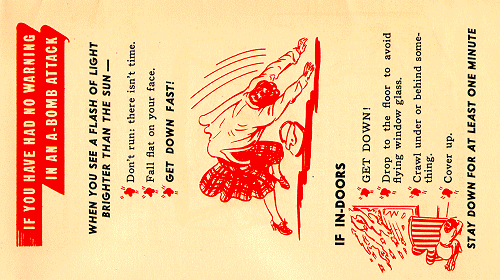 IF YOU HAVE HAD NO WARNING
IN AN A-BOMB ATTACK
WHEN YOU SEE A FLASH OF LIGHT
BRIGHTER THAN THE SUN —
Don't run: there isn't time.
Fall flat on your face.
GET DOWN FAST!
IF IN-DOORS
GET DOWN!
Drop to the floor to avoid
flying window glass.
Crawl under or behind some-
thing.
Cover up.
STAY DOWN FOR AT LEAST ONE MINUTE